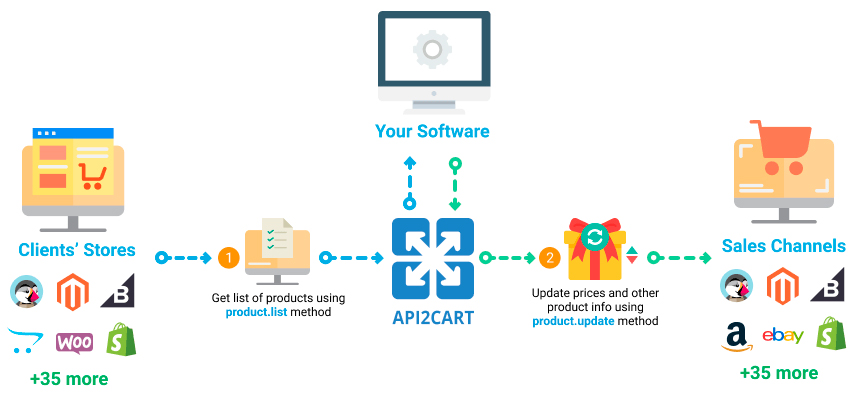 Your Software
Clients' Stores
1
Get list of products using
product.list method
API2CART
2
Update prices and other
product info using
product.update method
Sales Channels
B
WOO
+35 more
B
a
ebay
+35 more